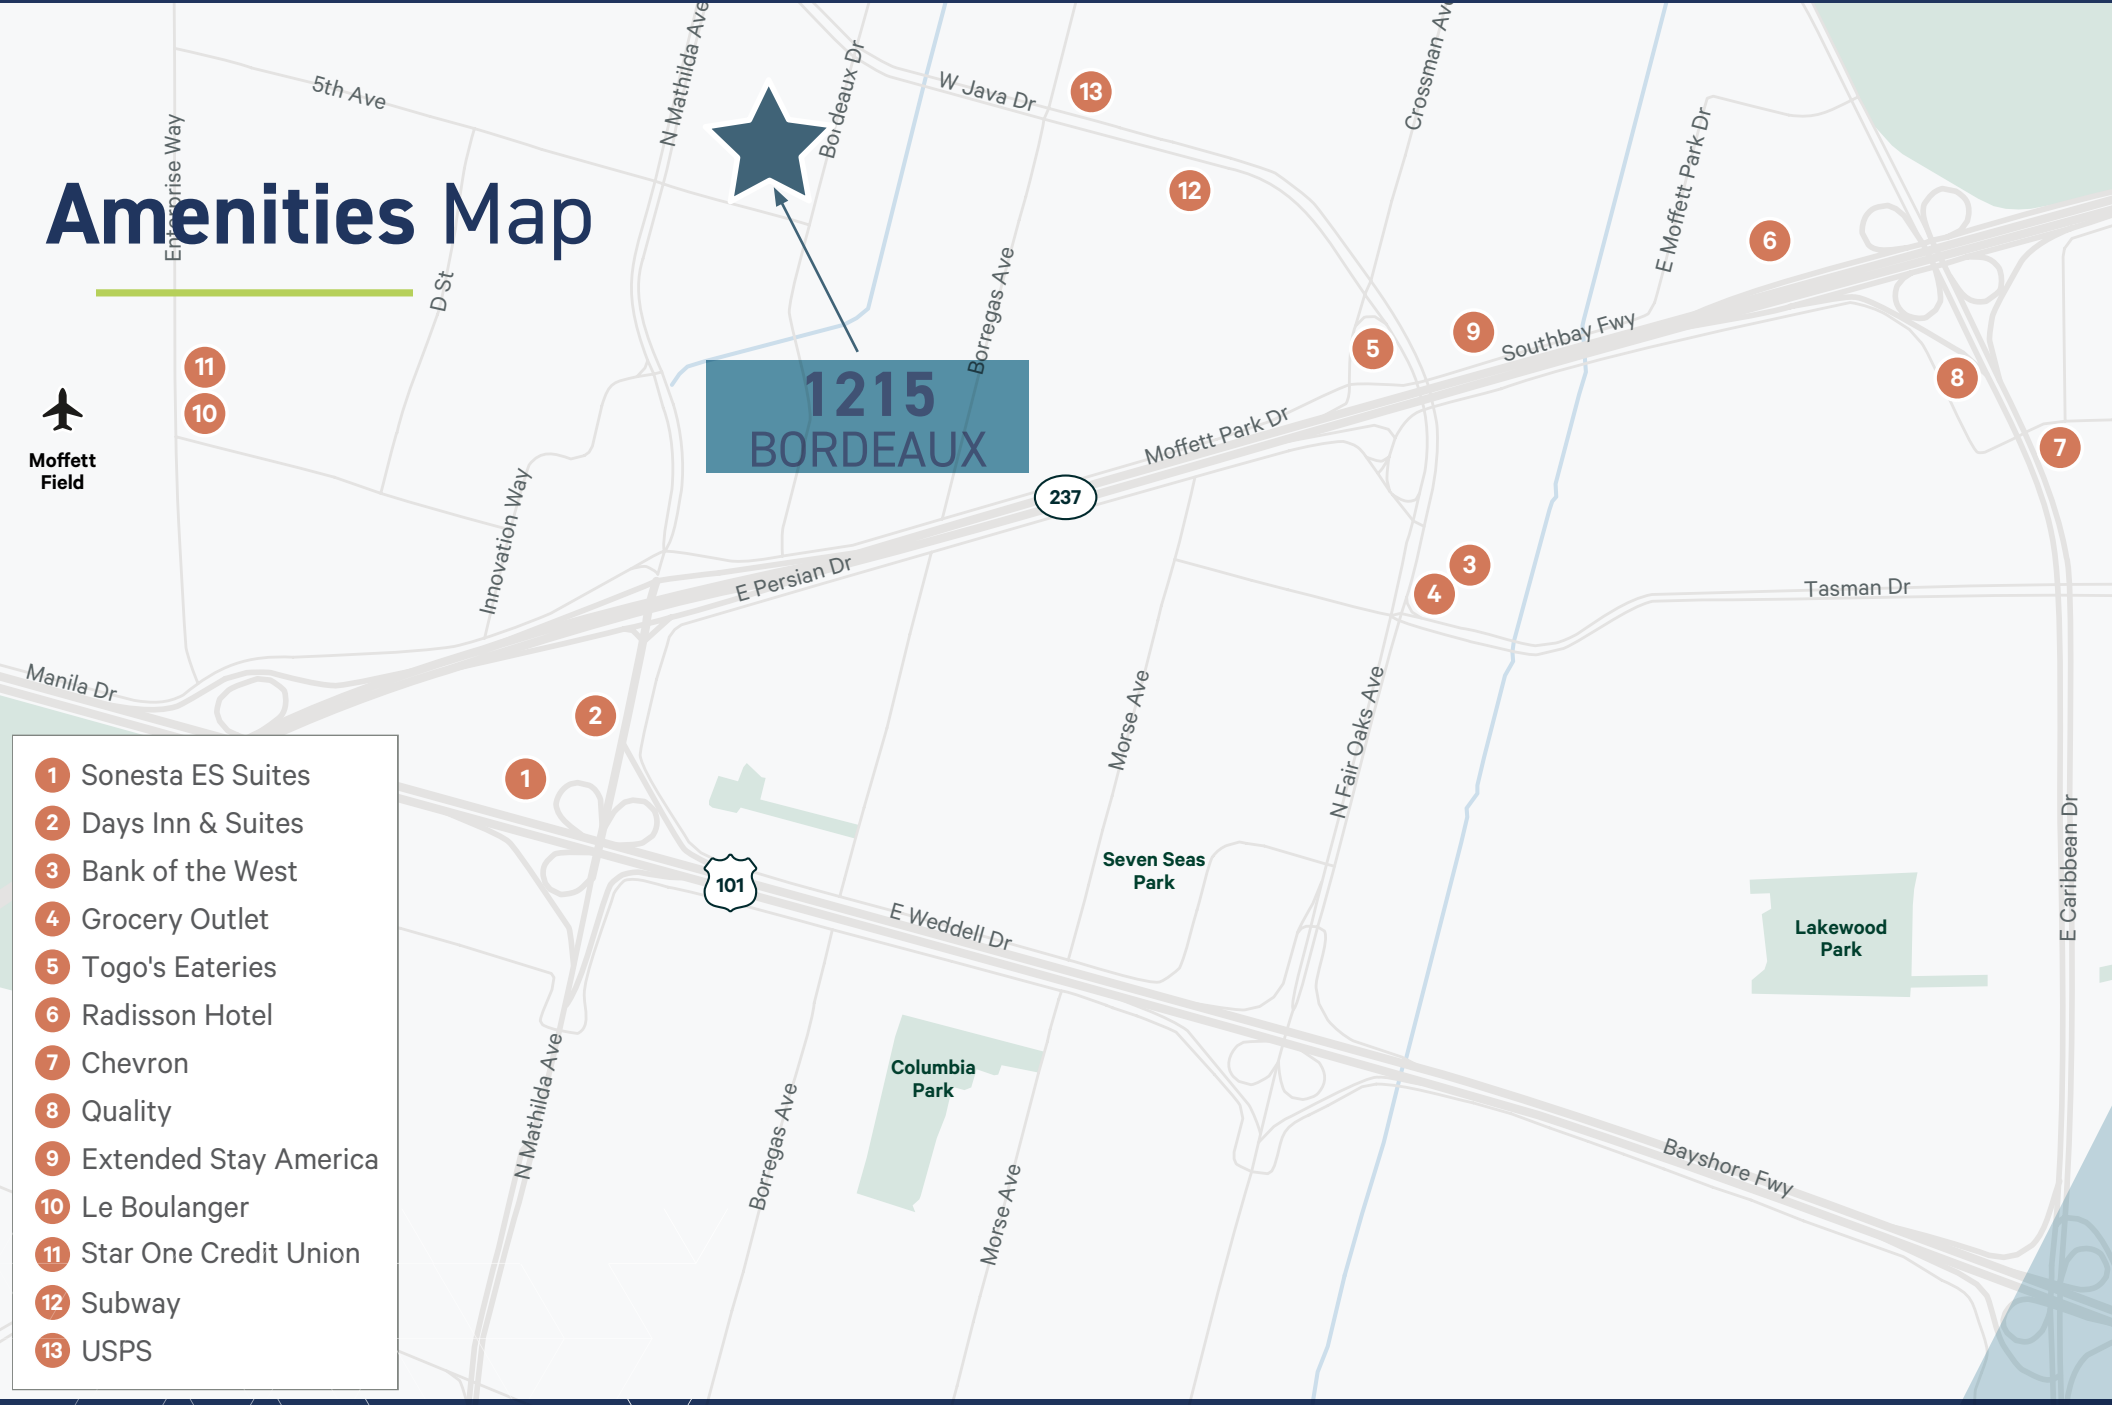 Amenities Map
5th Ave
Enterprise Way
D St
N Mathilda Ave
Bordeaux Dr
W Java Dr
13
12
Crossman Ave
E Moffett Park Dr
6
Borregas Ave
11
10
Moffett
Field
1215
BORDEAUX
5
9
Southbay Fwy
8
7
Moffett Park Dr
237
Innovation Way
E Persian Dr
3
4
Tasman Dr
Manila Dr
2
1
Morse Ave
N Fair Oaks Ave
E Caribbean Dr
Seven Seas
Park
101
E Weddell Dr
Lakewood
Park
Columbia
Park
N Mathilda Ave
Borregas Ave
Morse Ave
Bayshore Fwy
1 Sonesta ES Suites
2 Days Inn & Suites
3 Bank of the West
4 Grocery Outlet
5 Togo's Eateries
6 Radisson Hotel
7 Chevron
8 Quality
9 Extended Stay America
10 Le Boulanger
11 Star One Credit Union
12 Subway
13 USPS